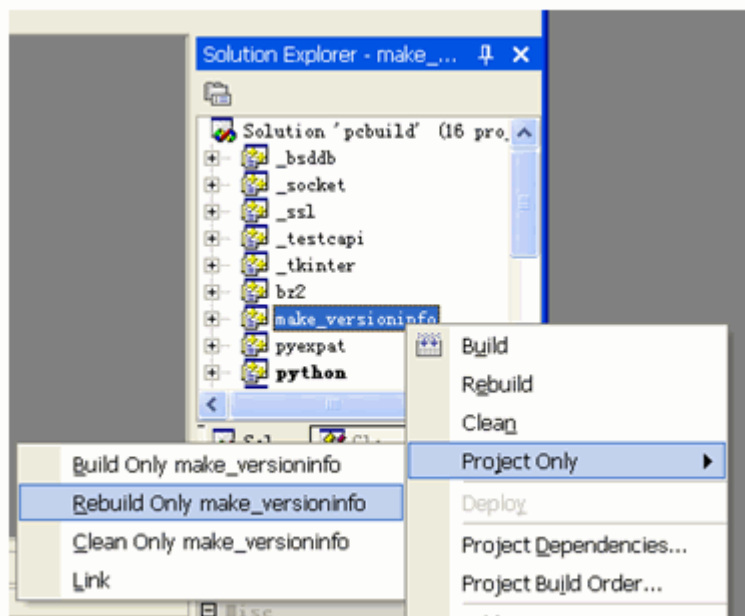 Solution Explorer - make_...
Solution 'pcbuild' (16 pro
_bsddb
_socket
_ssl
_testcapi
_tkinter
bz2
make_versioninfo
pyexpat
python
Build
Rebuild
Clean
Project Only
Deploy
Project Dependencies...
Project Build Order...
Build Only make_versioninfo
Rebuild Only make_versioninfo
Clean Only make_versioninfo
Link
Misc